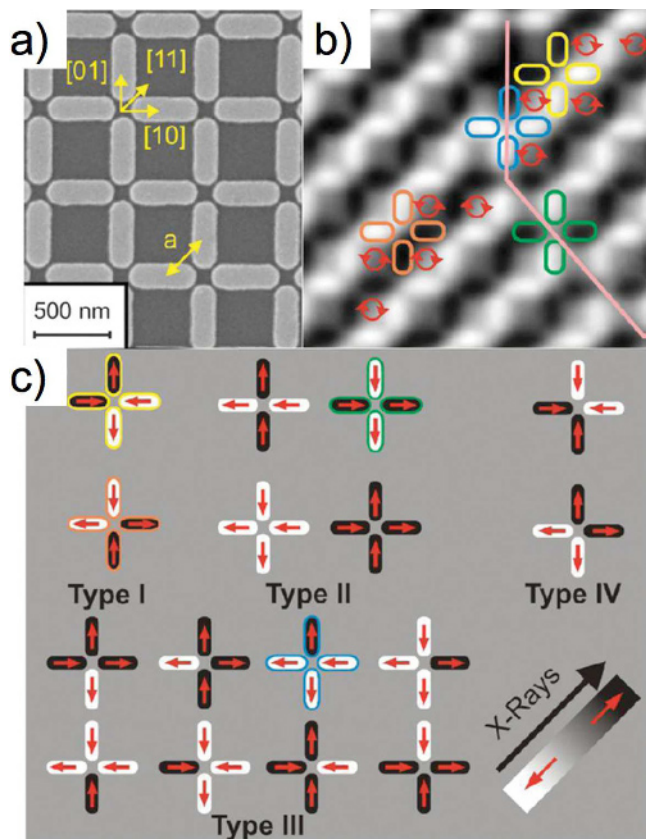 a)
[01]
[11]
[10]
a
500 nm
b)
c)
Type I
Type II
Type IV
X-Rays
Type III